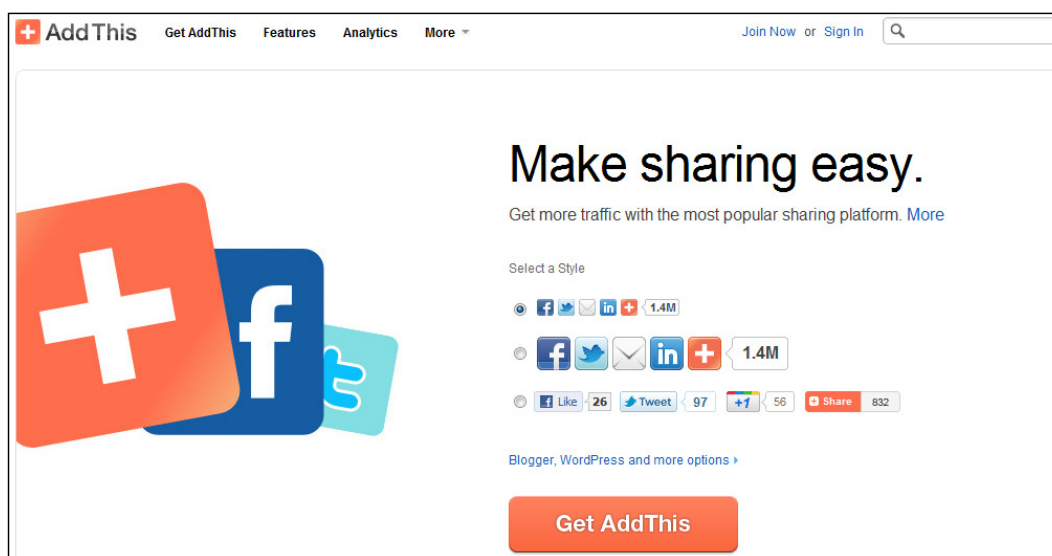 AddThis Get AddThis Features Analytics More Join Now or Sign In
Make sharing easy.
Get more traffic with the most popular sharing platform. More
Select a Style
f in + 1.4M
f in + 1.4M
f Like 26 Tweet 97 +1 56 + Share 832
Blogger, WordPress and more options
Get AddThis
+ f t